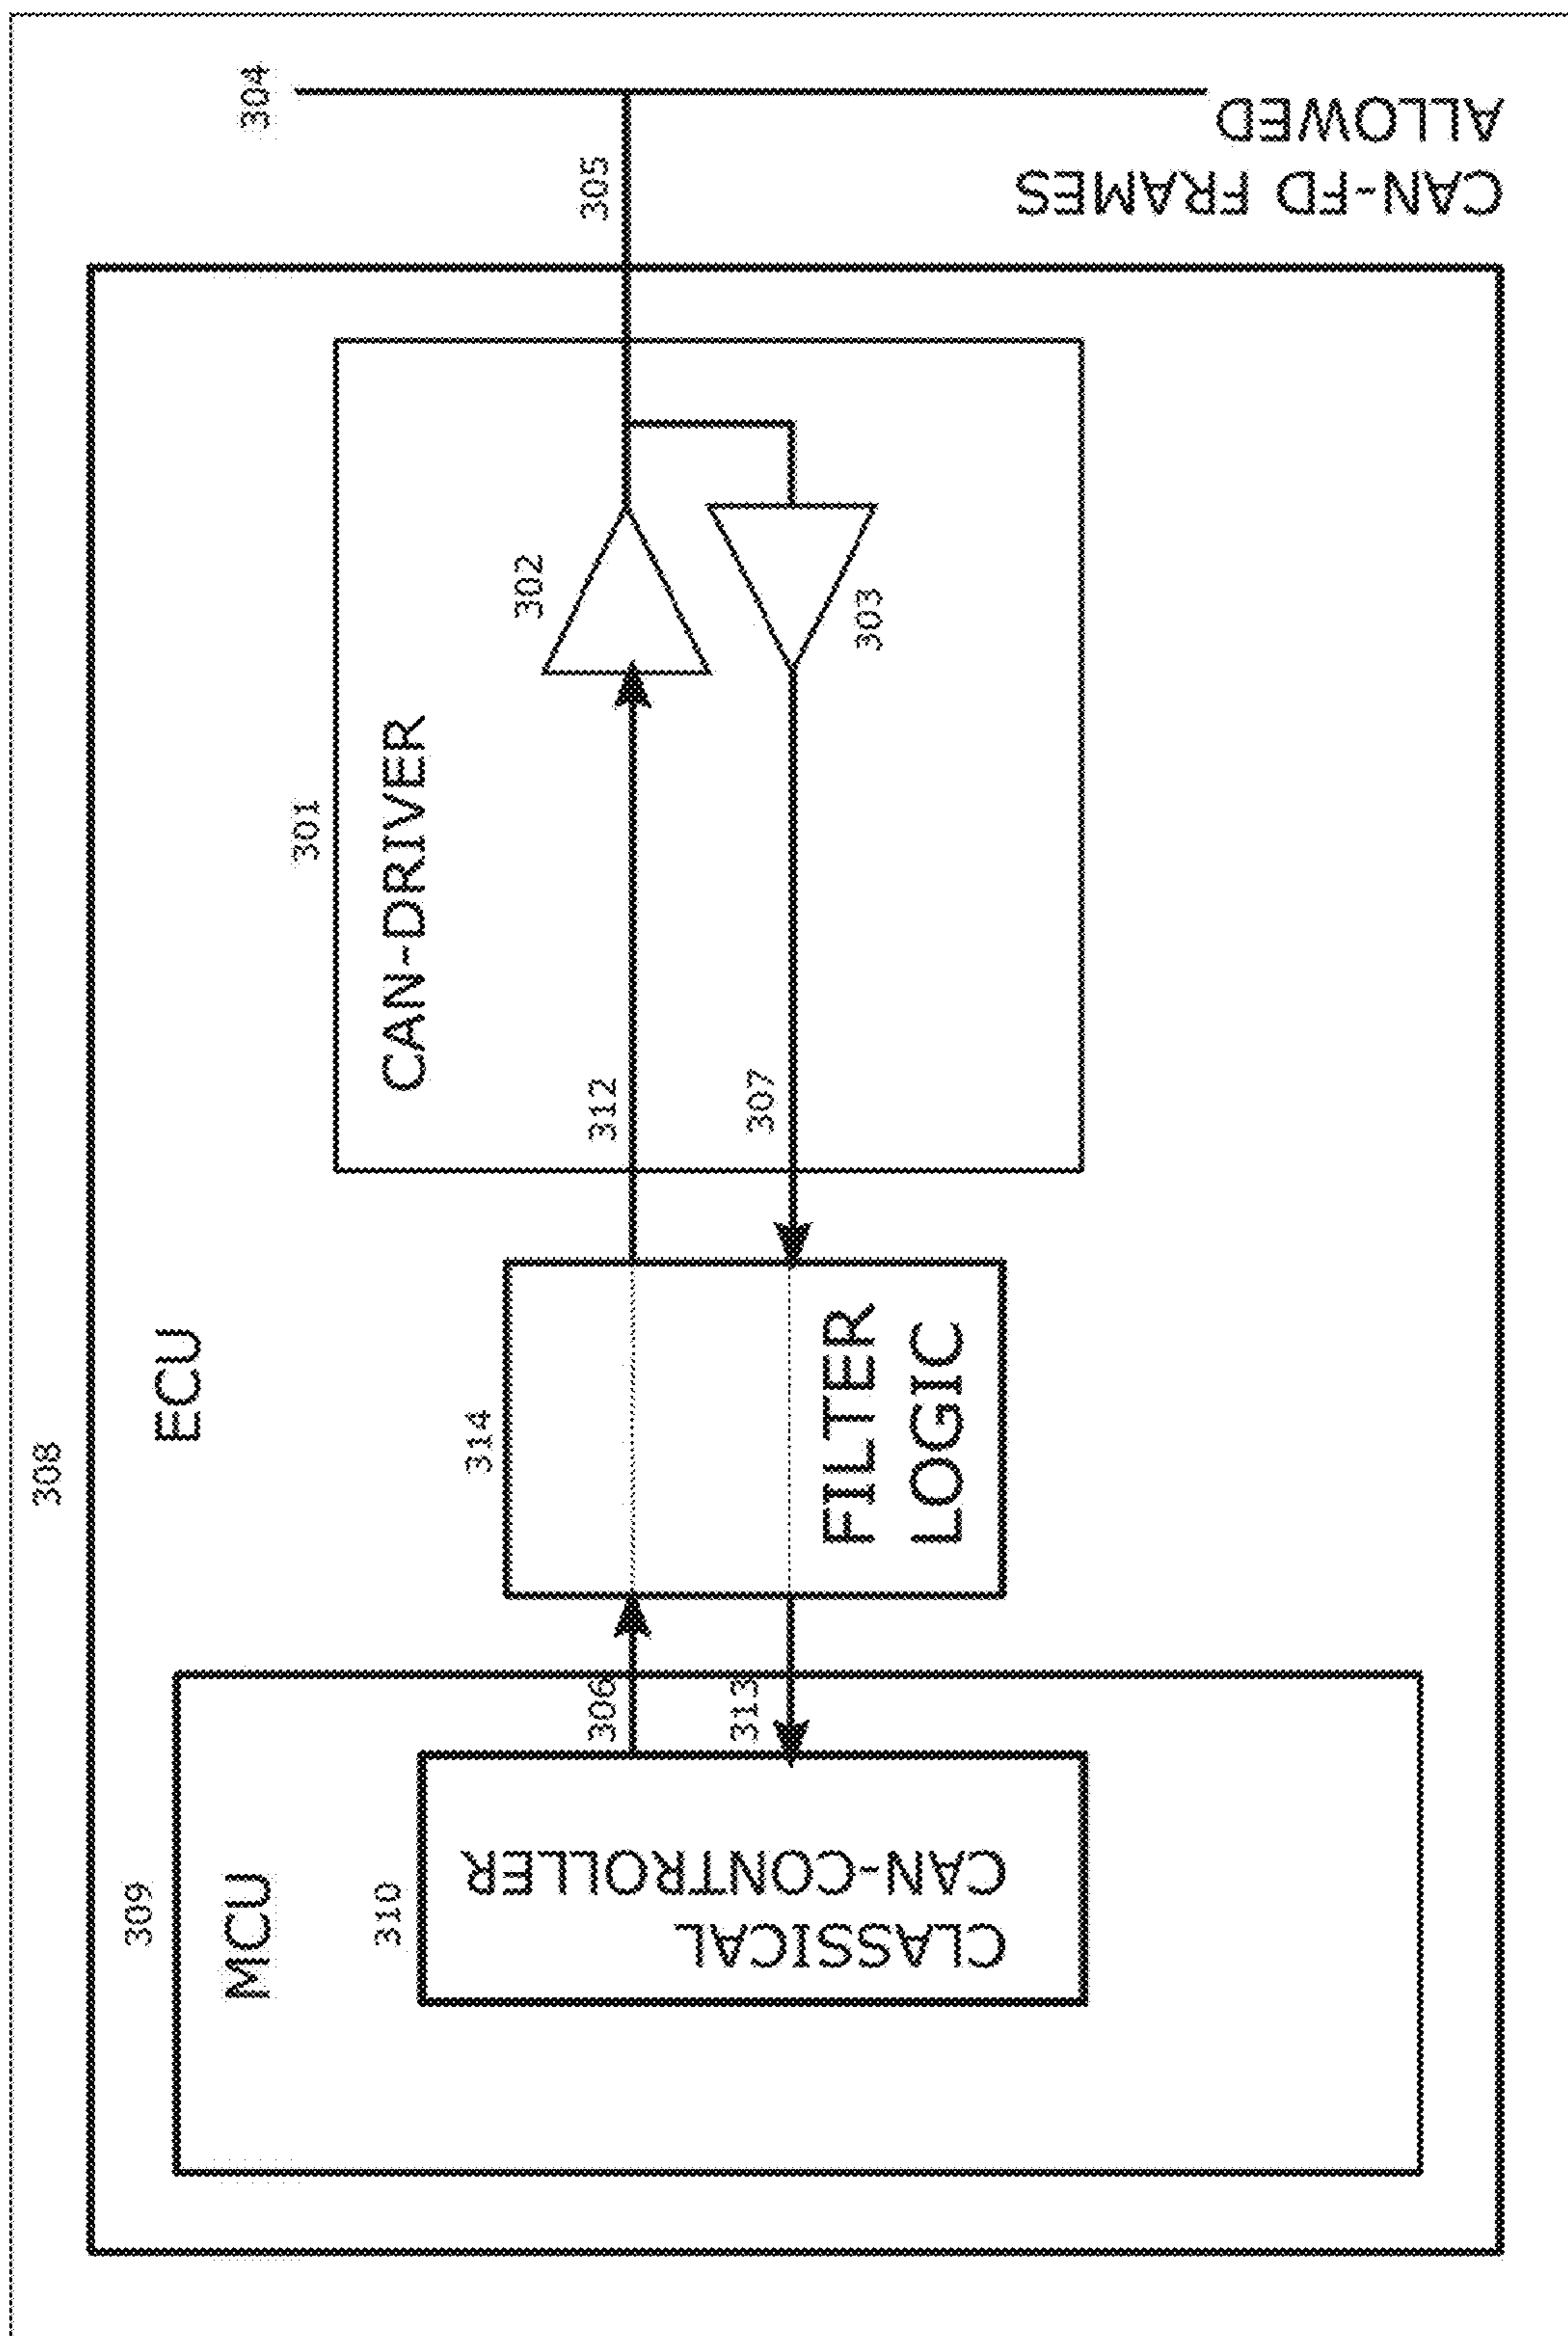 308
ECU
309
MCU
310
CLASSICAL
CAN-CONTROLLER
306
313
314
FILTER
LOGIC
301
CAN-DRIVER
312
307
302
303
305
304
CAN-FD FRAMES
ALLOWED